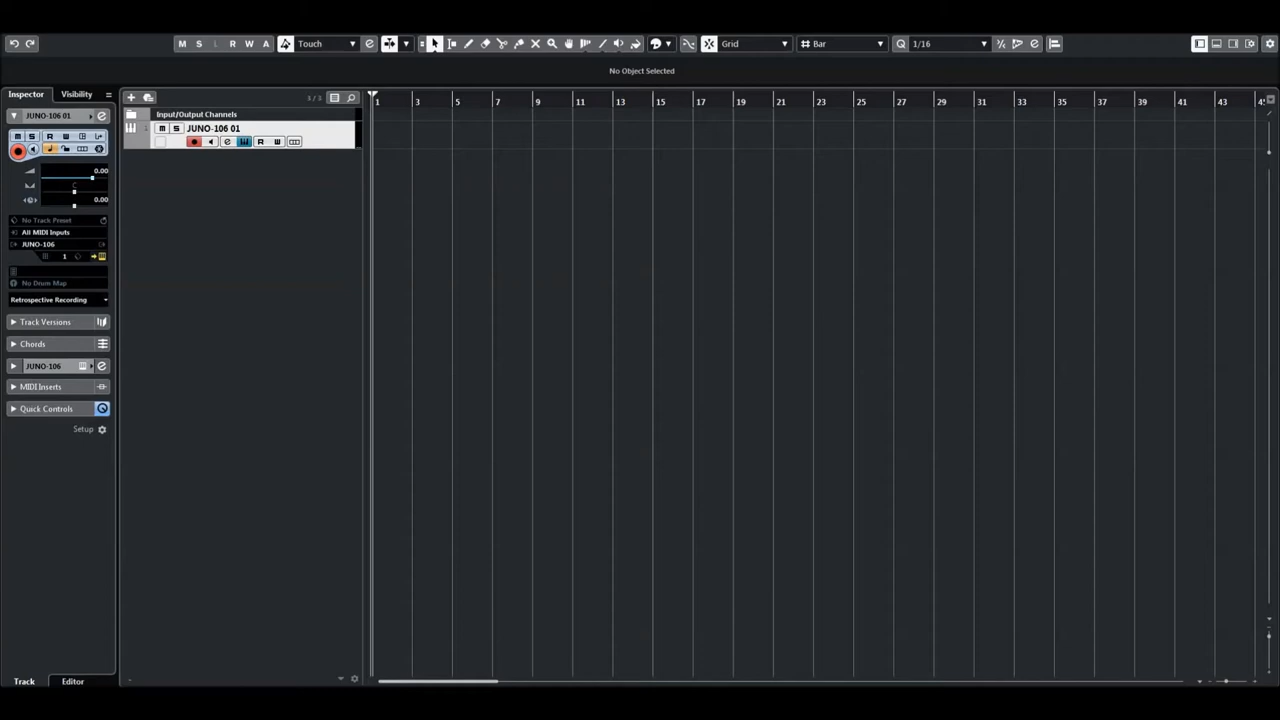 M S L R W A Touch Grid Bar Q 1/16
No Object Selected
Inspector Visibility
3 / 3
1 3 5 7 9 11 13 15 17 19 21 23 25 27 29 31 33 35 37 39 41 43
Input/Output Channels
JUNO-106 01
1 M S JUNO-106 01
M S R W
R W
0.00
C
0.00
No Track Preset
All MIDI Inputs
JUNO-106
1
No Drum Map
Retrospective Recording
Track Versions
Chords
JUNO-106
MIDI Inserts
Quick Controls
Setup
Track Editor